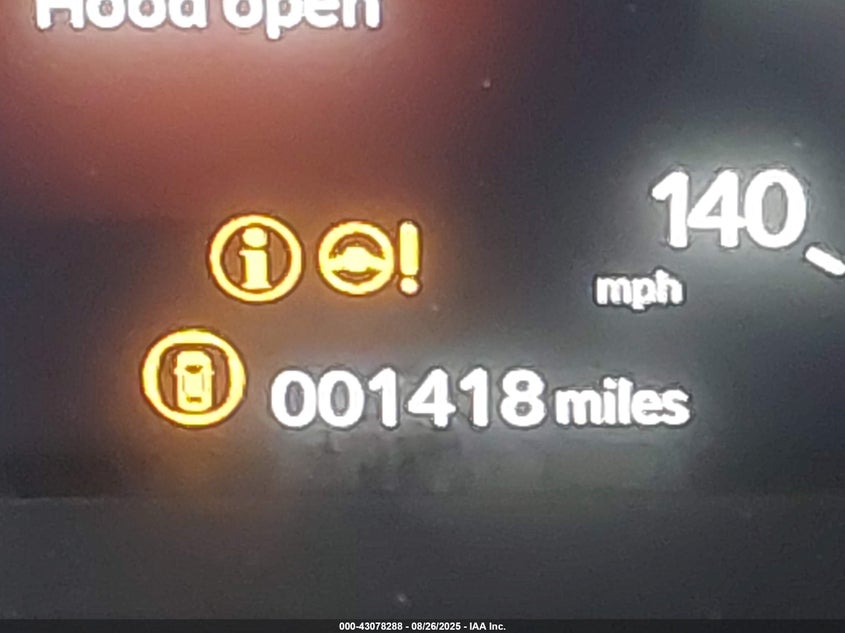 Hood open
140
mph
001418 miles
000-43078288 - 08/26/2025 - IAA Inc.